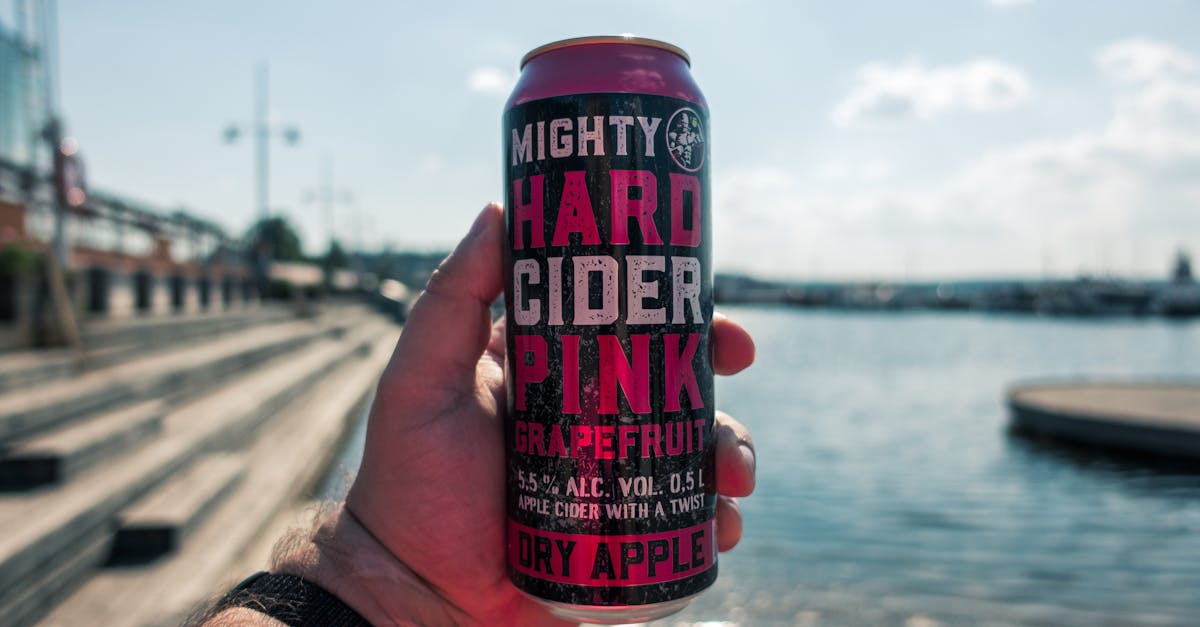 MIGHTY
HARD
CIDER
PINK
GRAPEFRUIT
5.5 % ALC. VOL. 0,5 L
APPLE CIDER WITH A TWIST
DRY APPLE